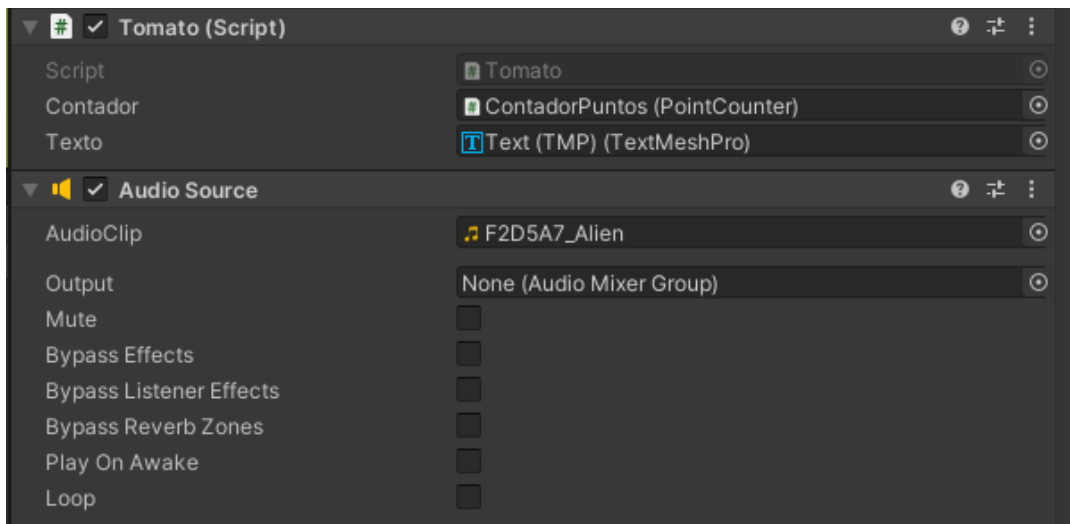 Tomato (Script)
Script Tomato
Contador ContadorPuntos (PointCounter)
Texto Text (TMP) (TextMeshPro)
Audio Source
AudioClip F2D5A7_Alien
Output None (Audio Mixer Group)
Mute
Bypass Effects
Bypass Listener Effects
Bypass Reverb Zones
Play On Awake
Loop